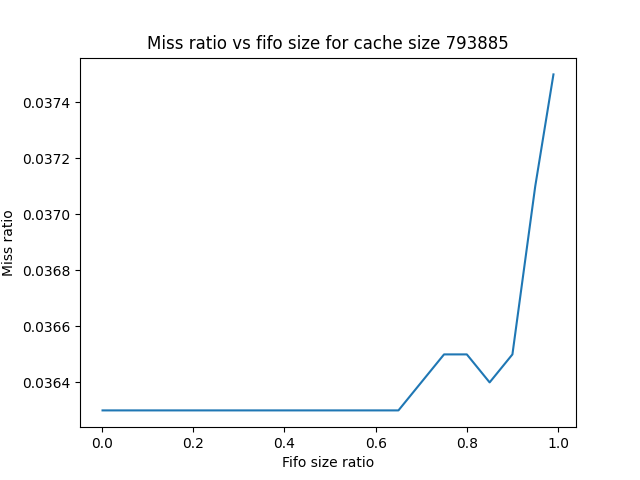 Miss ratio vs fifo size for cache size 793885
0.0374
0.0372
0.0370
0.0368
0.0366
0.0364
Miss ratio
0.0 0.2 0.4 0.6 0.8 1.0
Fifo size ratio